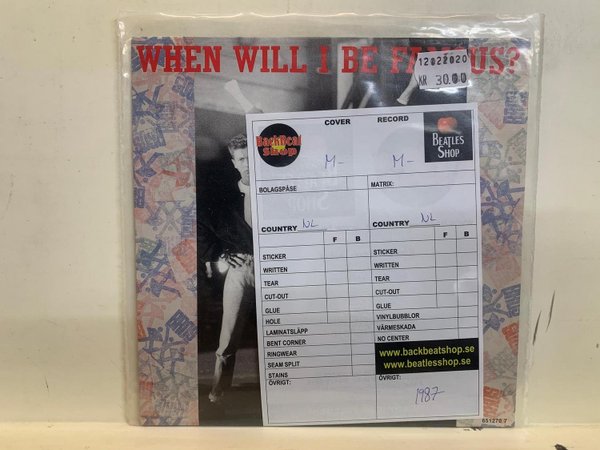 WHEN WILL I BE FAMOUS?
12022020
KR 30.00
COVER RECORD
BackBeat
Shop
M- M-
BEATLES
SHOP
BOLAGSPÅSE MATRIX:
COUNTRY NL COUNTRY NL
F B F B
STICKER STICKER
WRITTEN WRITTEN
TEAR TEAR
CUT-OUT CUT-OUT
GLUE GLUE
HOLE VINYLBUBBLOR
LAMINATSLÄPP VÄRMESKADA
BENT CORNER NO CENTER
RINGWEAR www.backbeatshop.se
SEAM SPLIT www.beatlesshop.se
STAINS
ÖVRIGT: ÖVRIGT:
1987
651270 7